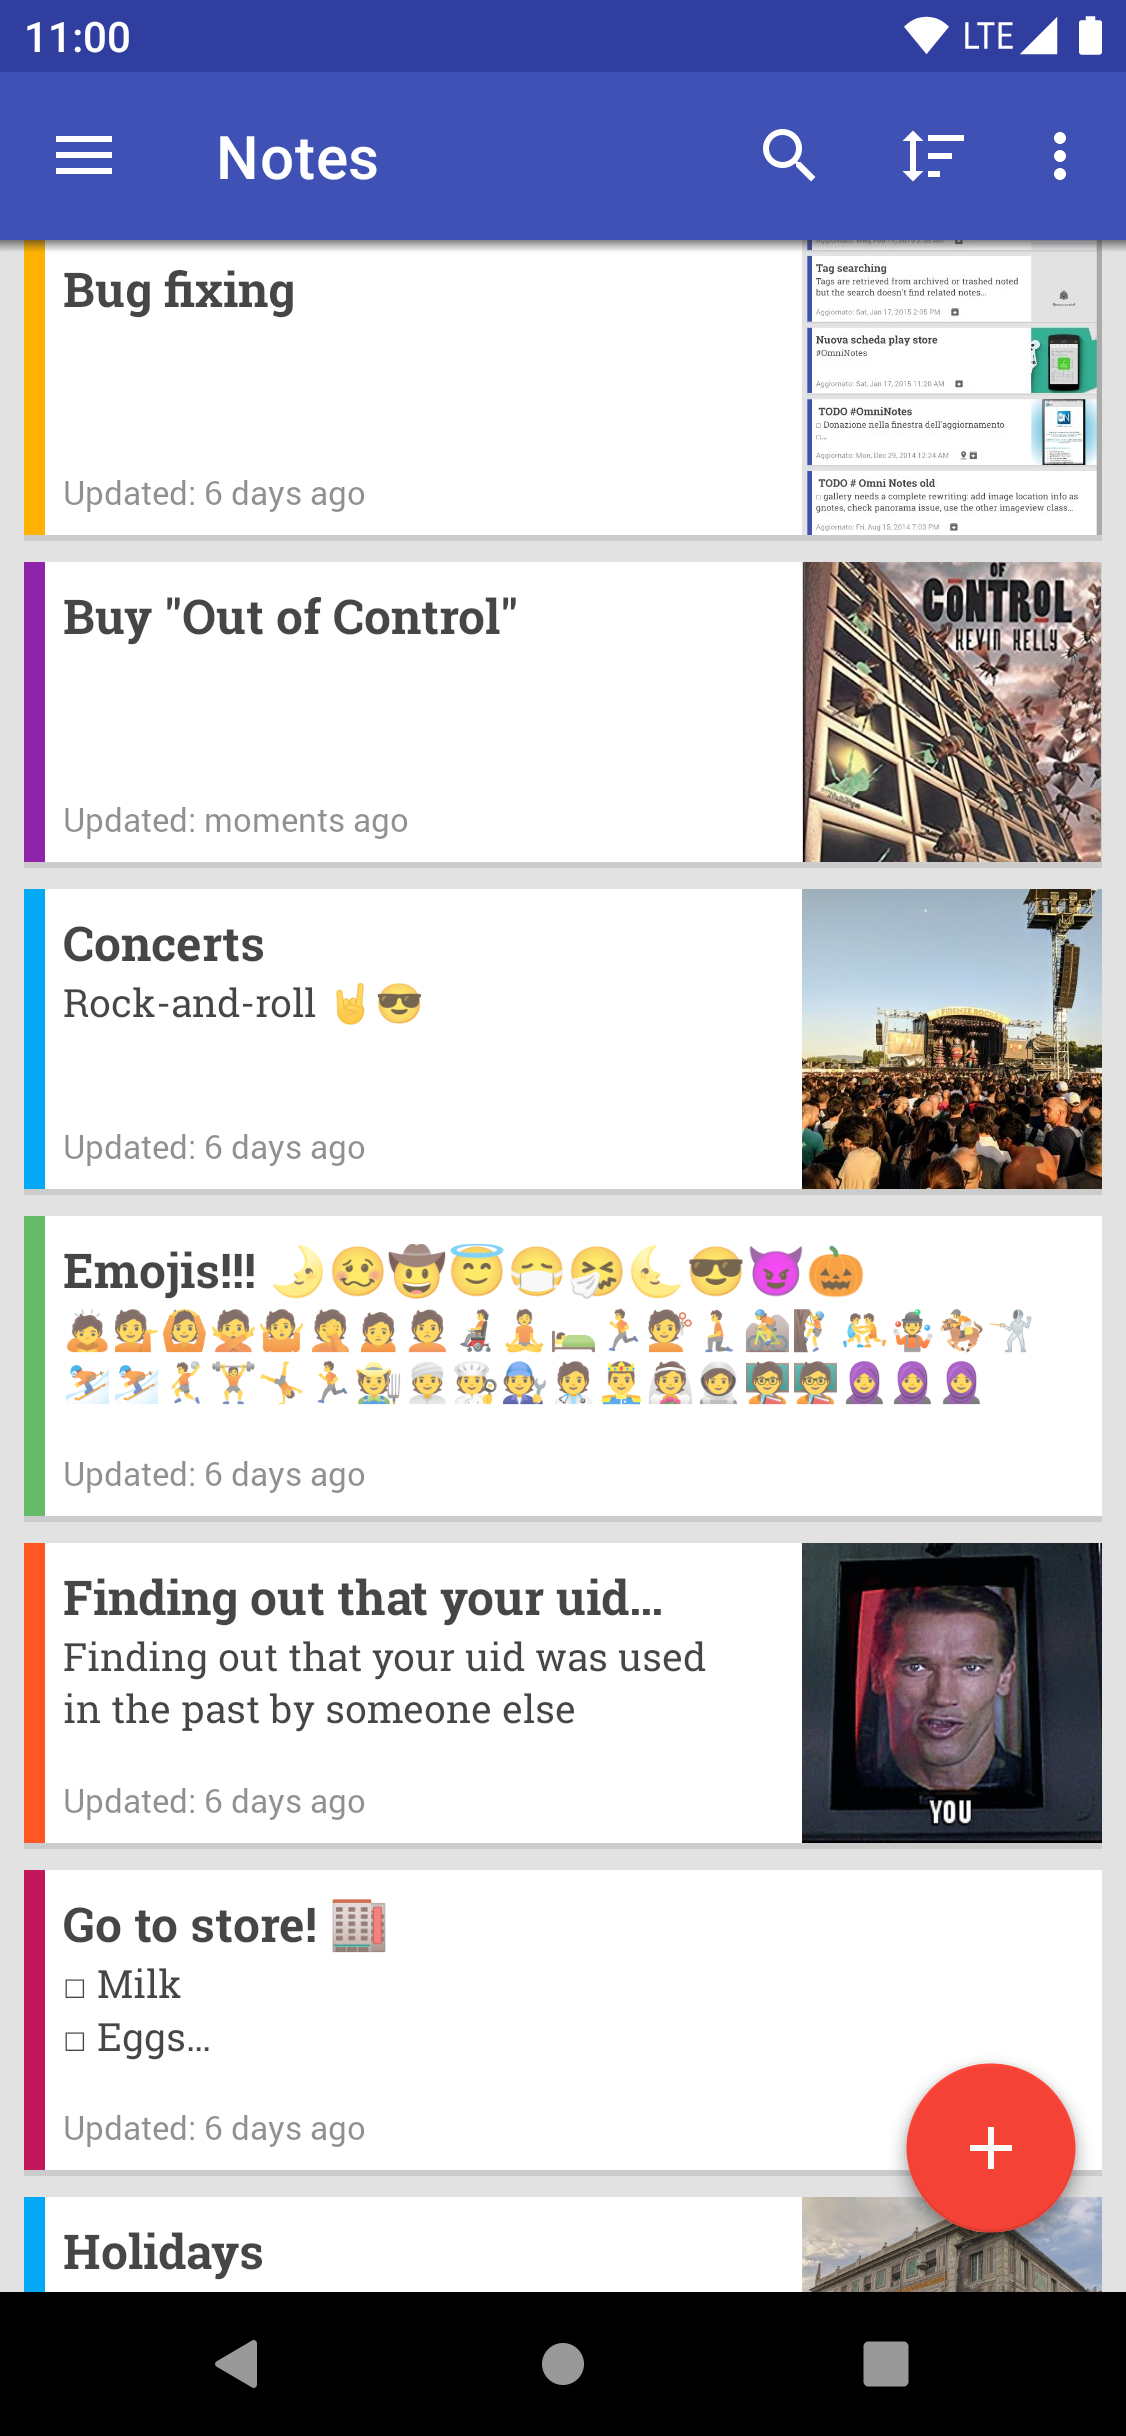 11:00
LTE
Notes
Bug fixing
Updated: 6 days ago
Tag searching
Tags are retrieved from archived or trashed noted
but the search doesn't find related notes...
Aggiornato: Sat, Jan 17, 2015 2:05 PM
Nuova scheda play store
#OmniNotes
Aggiornato: Sat, Jan 17, 2015 11:20 AM
TODO #OmniNotes
□ Donazione nella finestra dell'aggiornamento
□...
Aggiornato: Mon, Dec 29, 2014 12:24 AM
TODO # Omni Notes old
□ gallery needs a complete rewriting: add image location info as
gnotes, check panorama issue, use the other imageview class...
Aggiornato: Fri, Aug 15, 2014 7:03 PM
Buy "Out of Control"
Updated: moments ago
OF
CONTROL
KEVIN KELLY
Concerts
Rock-and-roll 🤘😎
Updated: 6 days ago
FIRENZE ROCKS
Emojis!!! 🌛🥴🤠😇😷🤧🌜😎😈🎃
Updated: 6 days ago
Finding out that your uid...
Finding out that your uid was used
in the past by someone else
Updated: 6 days ago
YOU
Go to store! 🏬
□ Milk
□ Eggs...
Updated: 6 days ago
Holidays